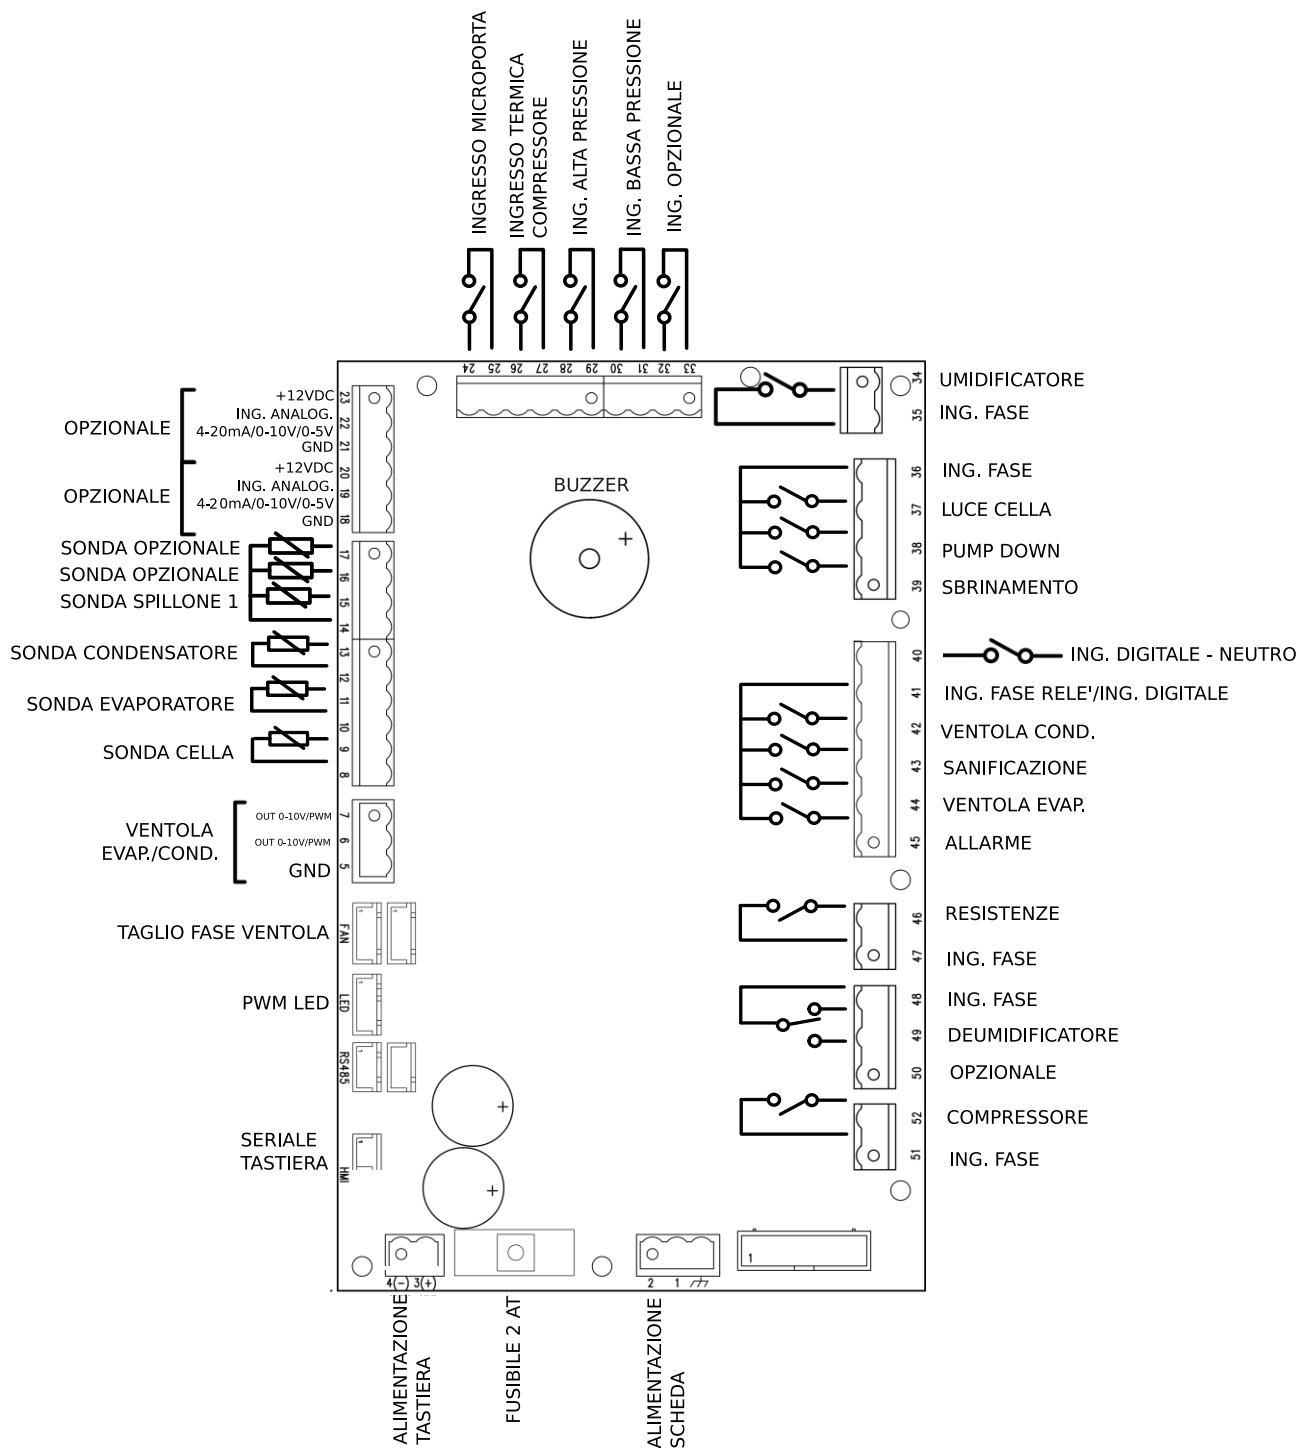 INGRESSO MICROPORTA
INGRESSO TERMICA
COMPRESSORE
ING. ALTA PRESSIONE
ING. BASSA PRESSIONE
ING. OPZIONALE
24
25
26
27
28
29
30
31
32
33
OPZIONALE
+12VDC
ING. ANALOG.
4-20mA/0-10V/0-5V
GND
OPZIONALE
+12VDC
ING. ANALOG.
4-20mA/0-10V/0-5V
GND
23
22
21
20
19
18
SONDA OPZIONALE
SONDA OPZIONALE
SONDA SPILLONE 1
17
16
15
14
SONDA CONDENSATORE
SONDA EVAPORATORE
SONDA CELLA
13
12
11
10
9
8
VENTOLA
EVAP./COND.
OUT 0-10V/PWM
OUT 0-10V/PWM
GND
7
6
5
TAGLIO FASE VENTOLA
FAN
1
1
PWM LED
LED
1
RS485
1
SERIALE
TASTIERA
HMI
1
BUZZER
+
+
+
34
UMIDIFICATORE
35
ING. FASE
36
ING. FASE
37
LUCE CELLA
38
PUMP DOWN
39
SBRINAMENTO
40
ING. DIGITALE - NEUTRO
41
ING. FASE RELE'/ING. DIGITALE
42
VENTOLA COND.
43
SANIFICAZIONE
44
VENTOLA EVAP.
45
ALLARME
46
RESISTENZE
47
ING. FASE
48
ING. FASE
49
DEUMIDIFICATORE
50
OPZIONALE
52
COMPRESSORE
51
ING. FASE
4(-) 3(+)
2 1
1
ALIMENTAZIONE
TASTIERA
FUSIBILE 2 AT
ALIMENTAZIONE
SCHEDA